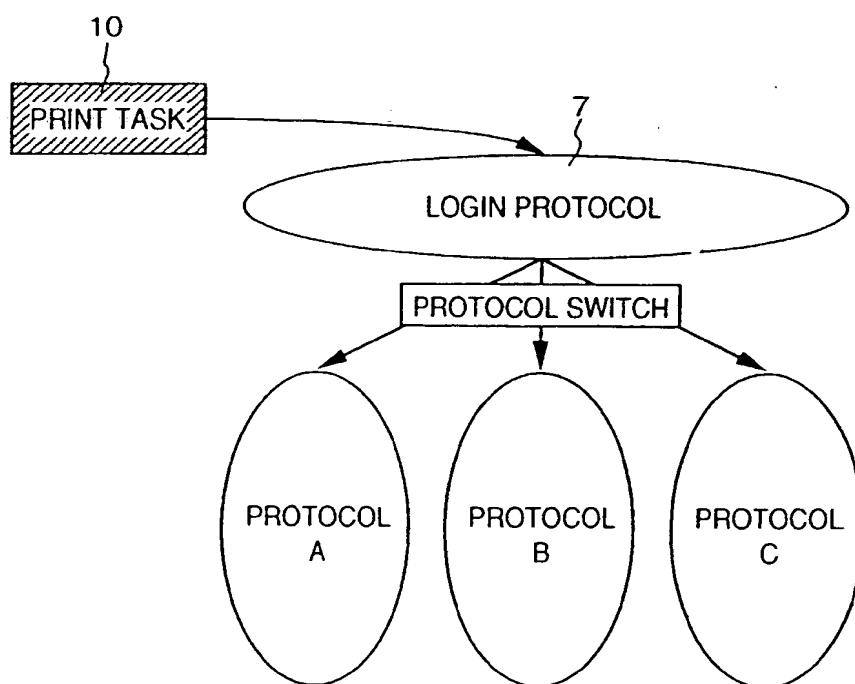 10
PRINT TASK
7
LOGIN PROTOCOL
PROTOCOL SWITCH
PROTOCOL
A
PROTOCOL
B
PROTOCOL
C